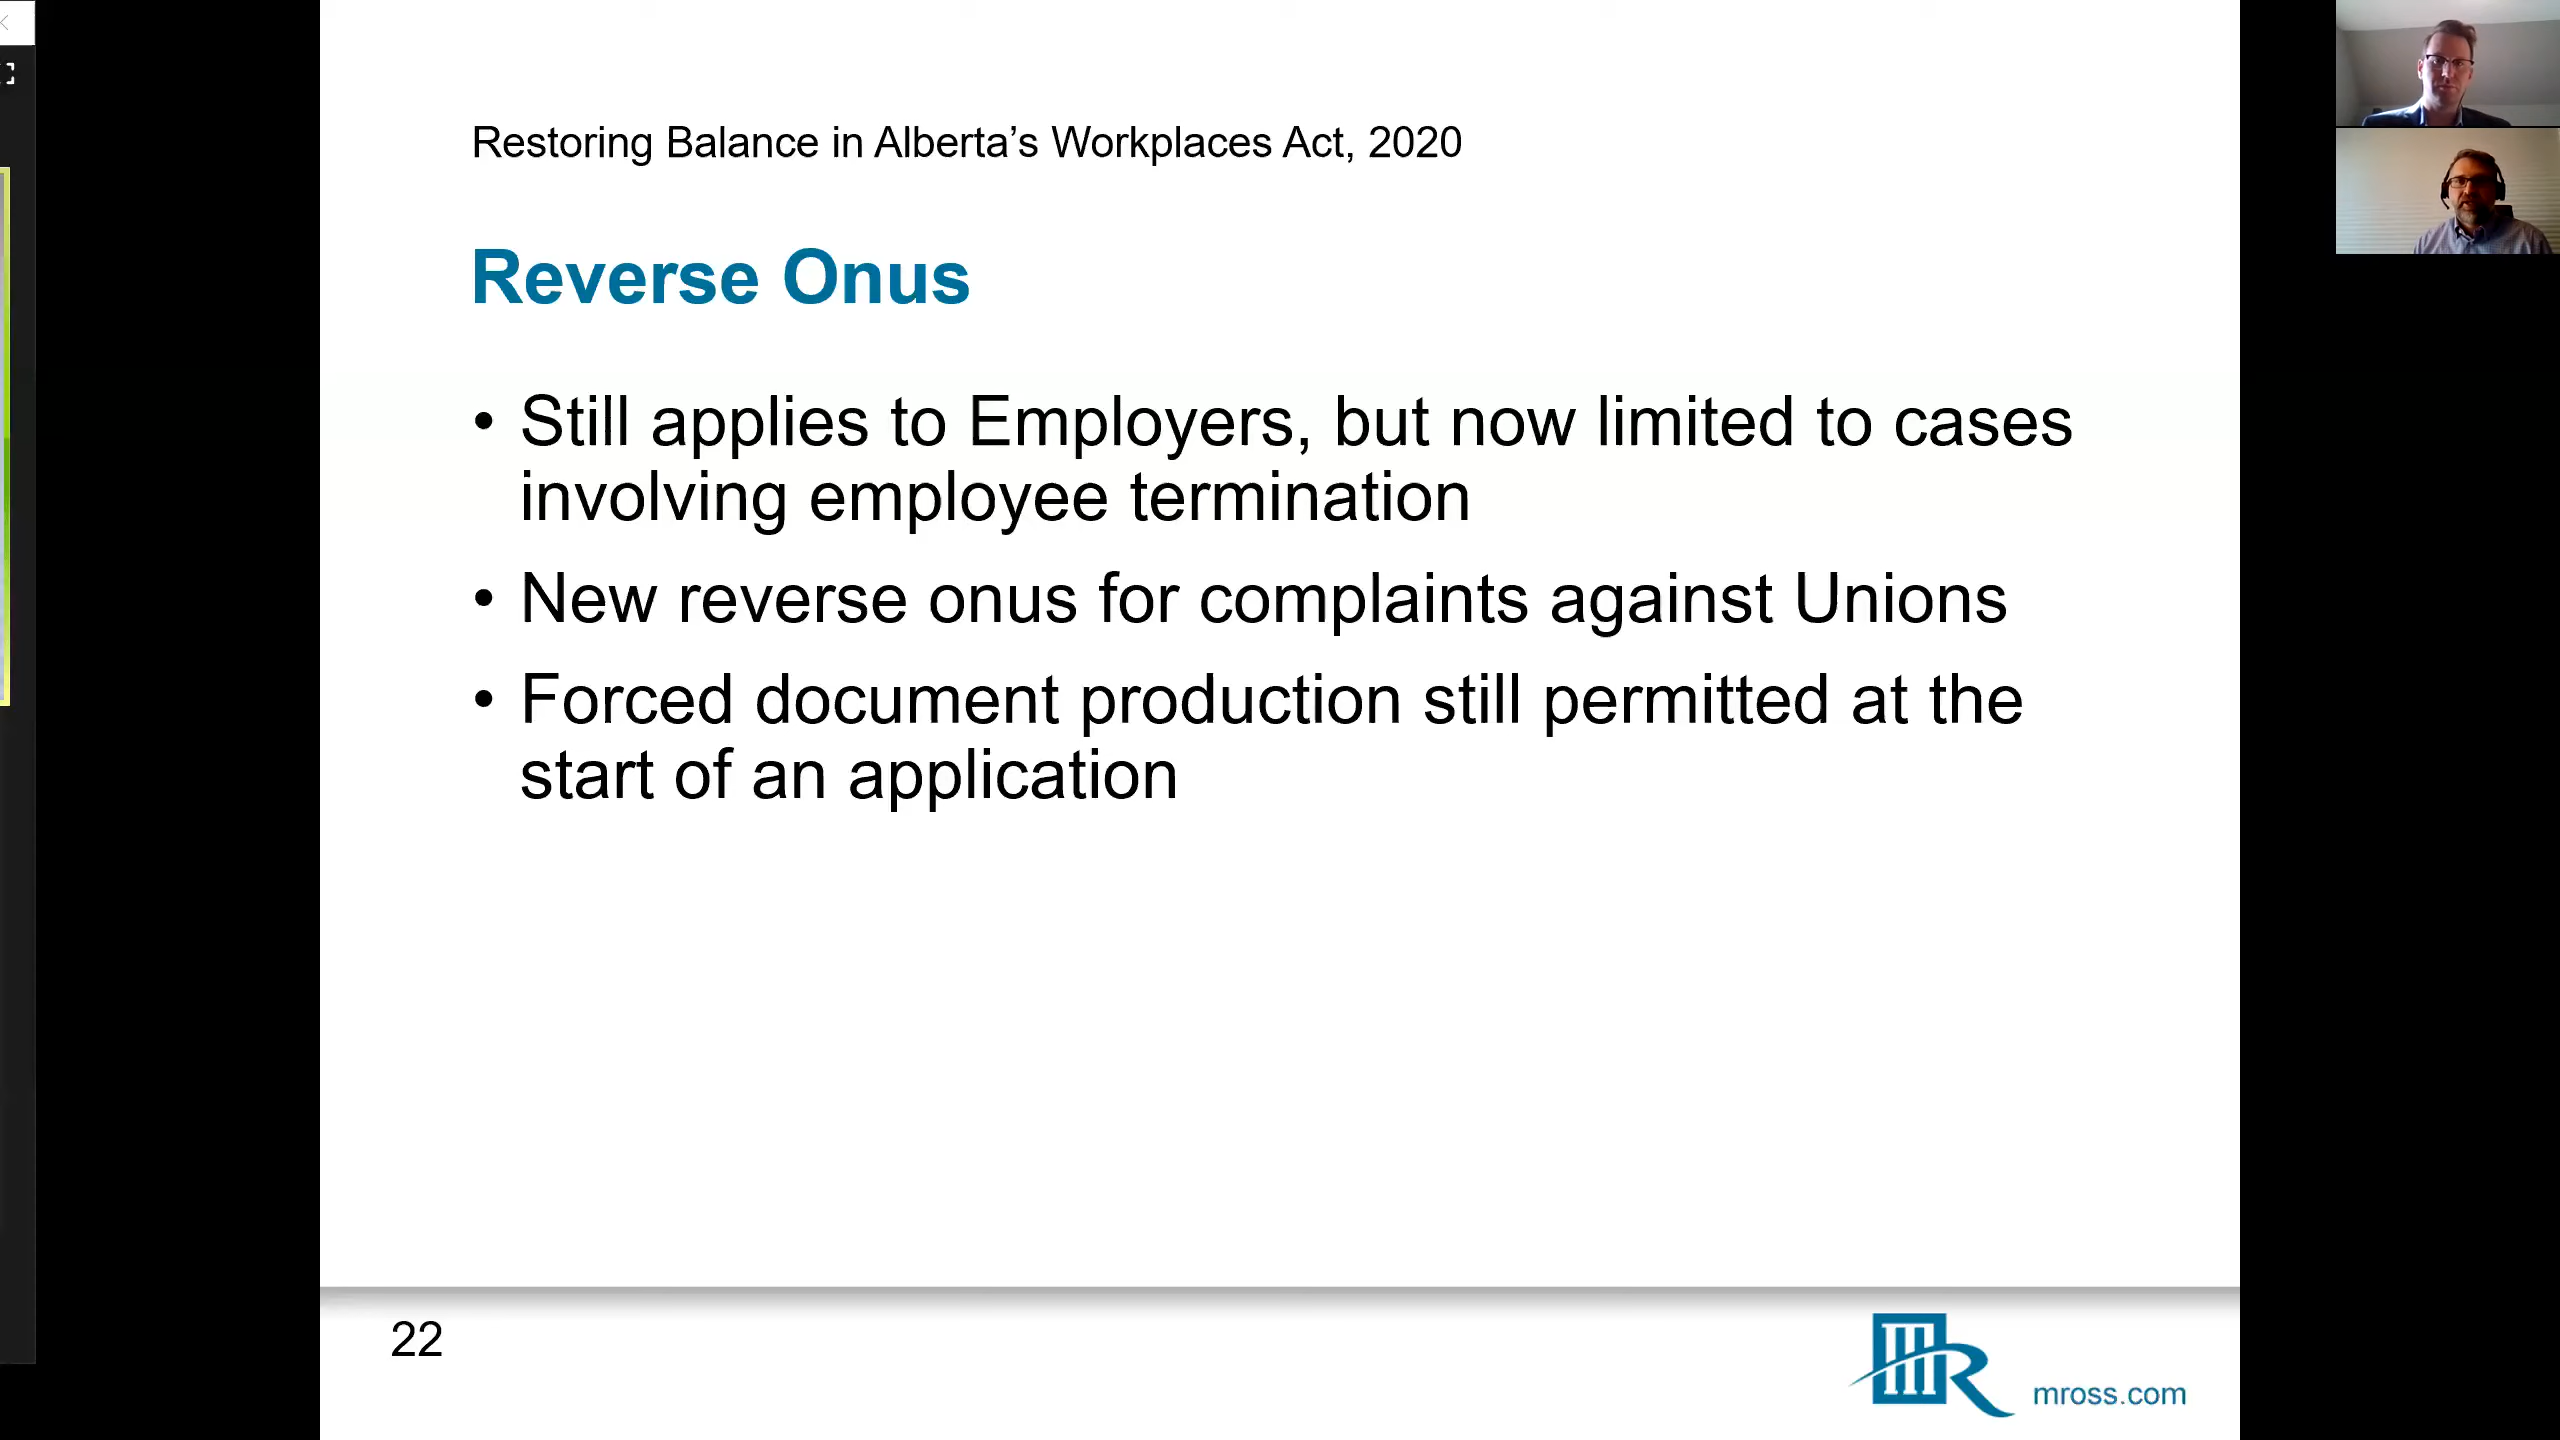 Restoring Balance in Alberta’s Workplaces Act, 2020
Reverse Onus
• Still applies to Employers, but now limited to cases
involving employee termination
• New reverse onus for complaints against Unions
• Forced document production still permitted at the
start of an application
22
mross.com